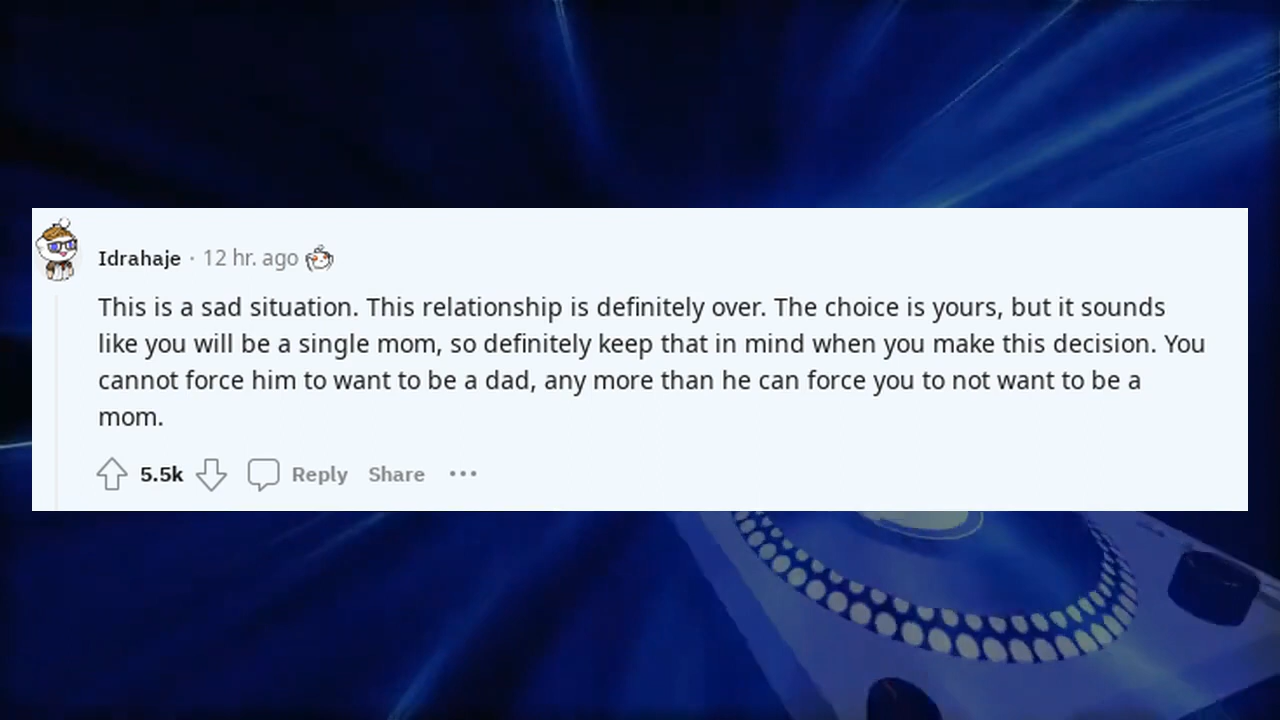 Idrahaje · 12 hr. ago
This is a sad situation. This relationship is definitely over. The choice is yours, but it sounds
like you will be a single mom, so definitely keep that in mind when you make this decision. You
cannot force him to want to be a dad, any more than he can force you to not want to be a
mom.
5.5k Reply Share ···